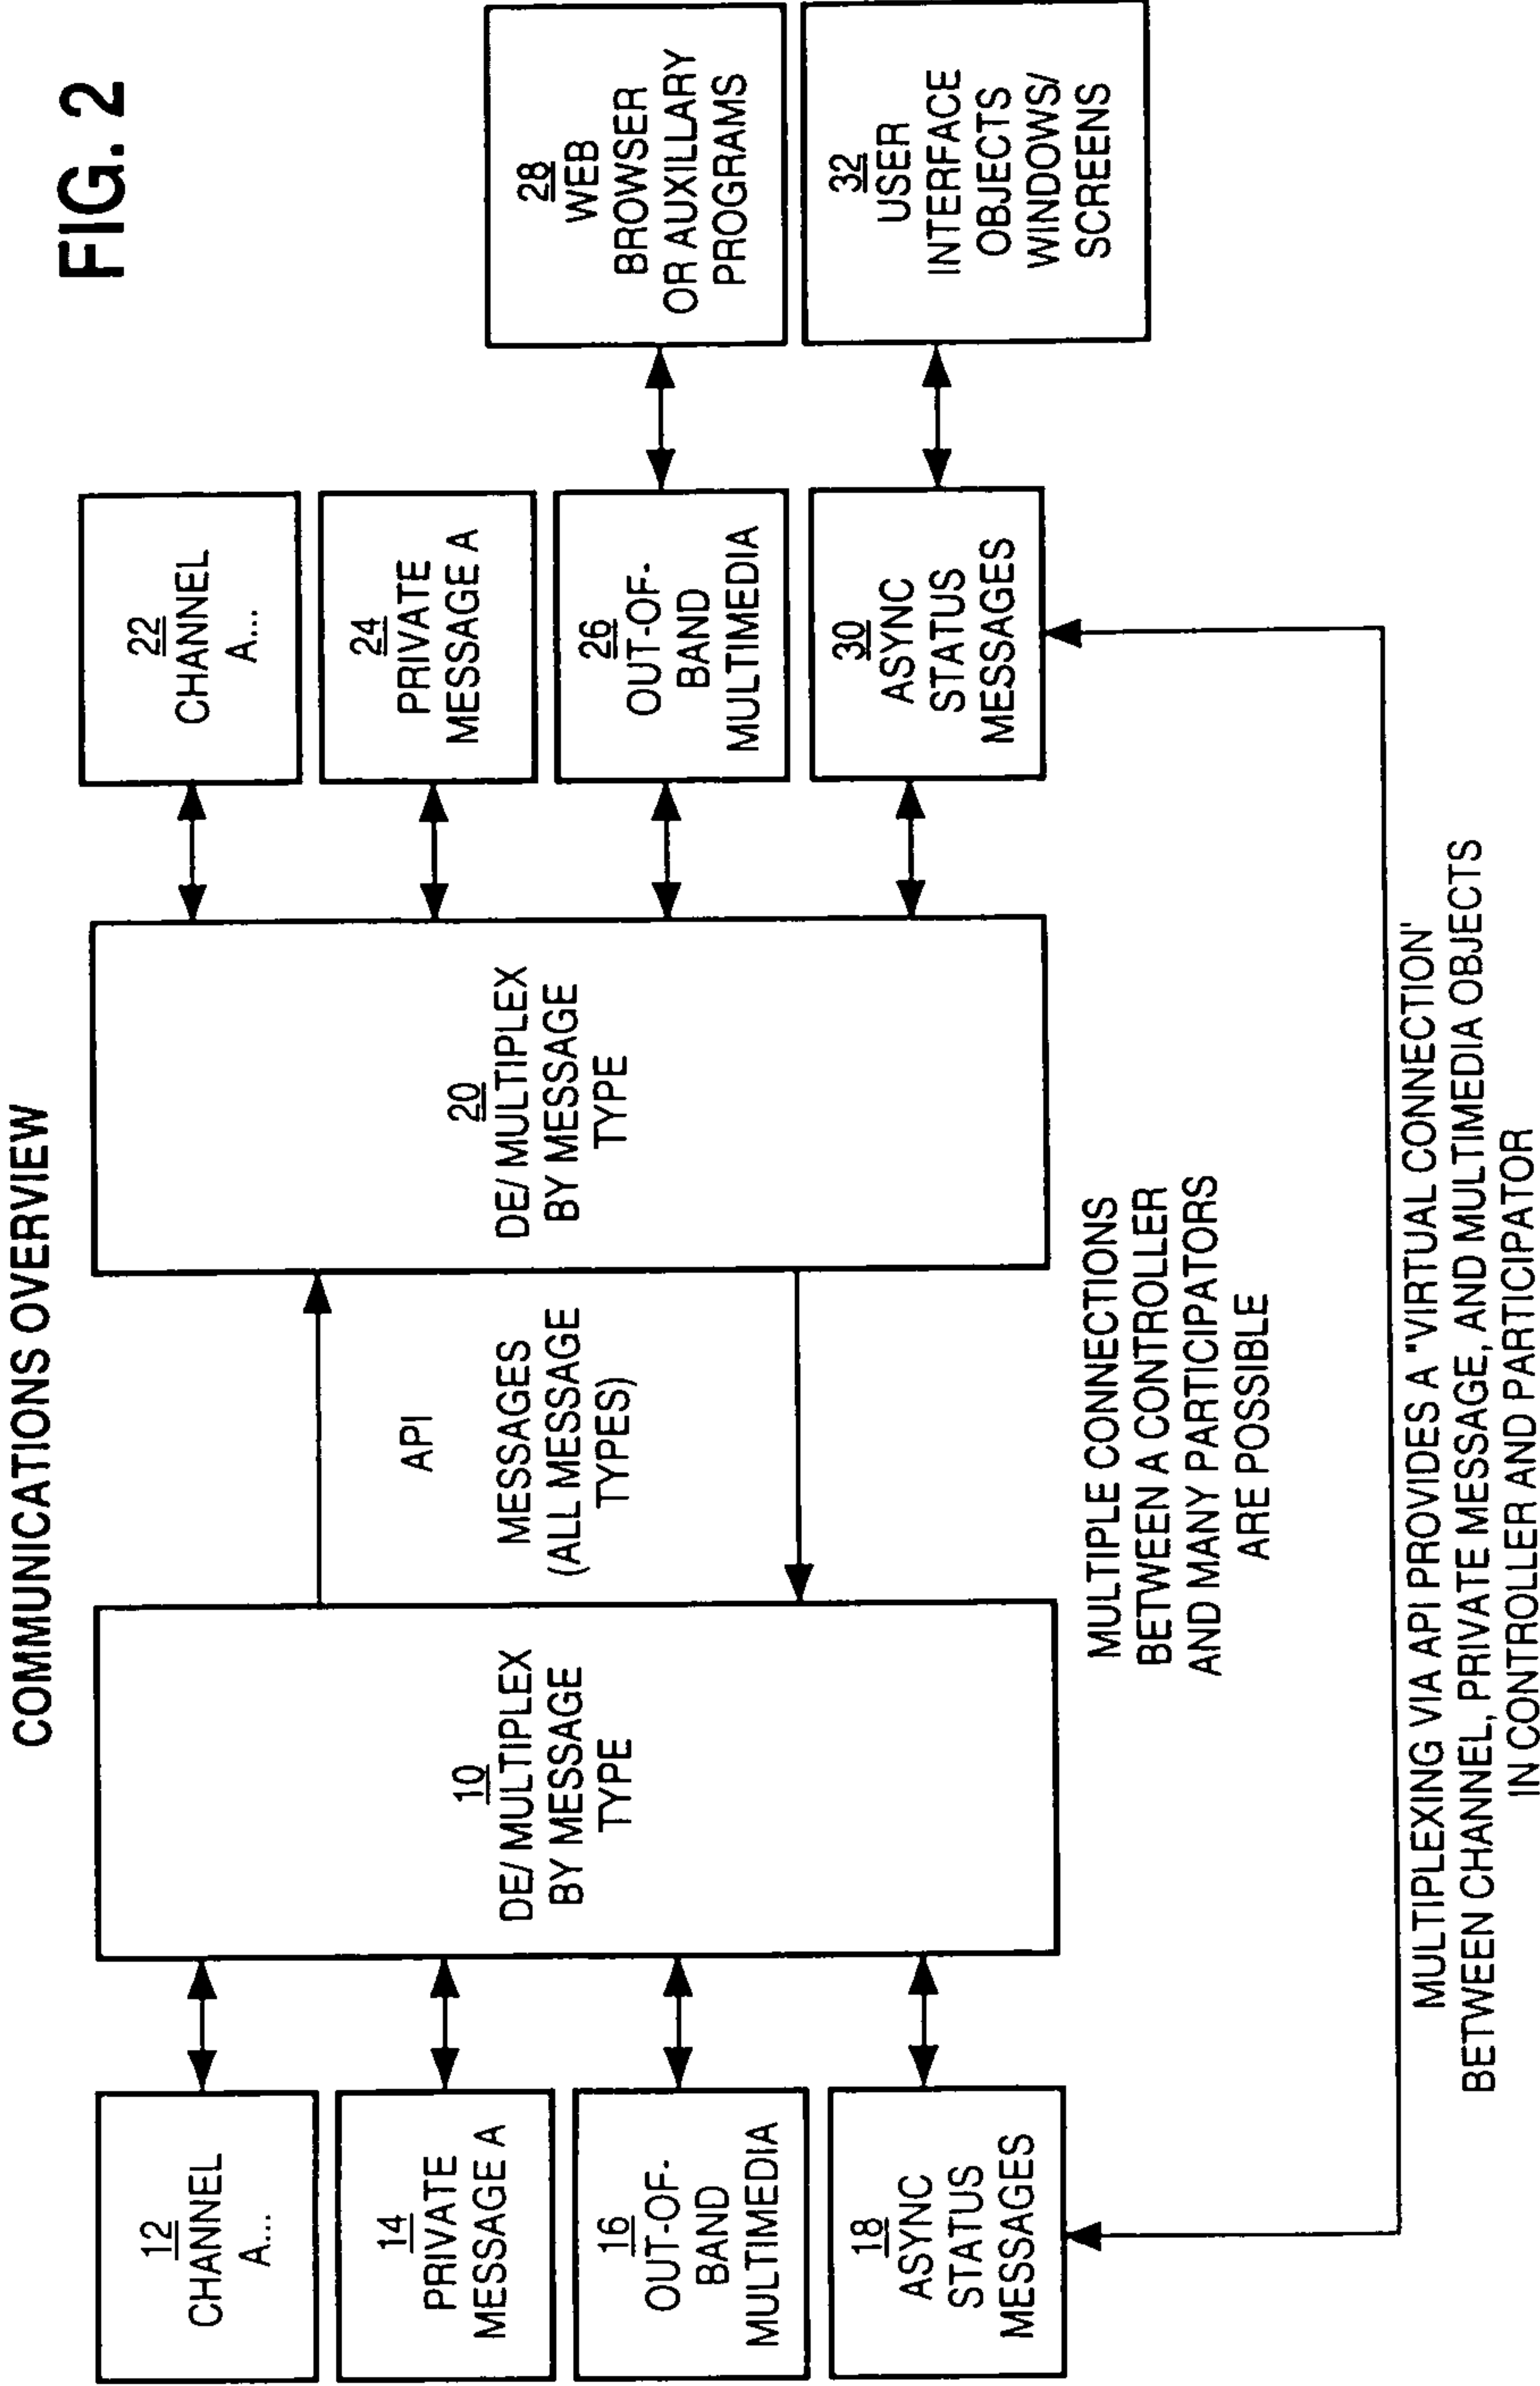 COMMUNICATIONS OVERVIEW
FIG. 2
12
CHANNEL
A...
14
PRIVATE
MESSAGE A
16
OUT-OF-
BAND
MULTIMEDIA
18
ASYNC
STATUS
MESSAGES
10
DE/ MULTIPLEX
BY MESSAGE
TYPE
API
MESSAGES
(ALL MESSAGE
TYPES)
20
DE/ MULTIPLEX
BY MESSAGE
TYPE
22
CHANNEL
A...
24
PRIVATE
MESSAGE A
26
OUT-OF-
BAND
MULTIMEDIA
30
ASYNC
STATUS
MESSAGES
28
WEB
BROWSER
OR AUXILLARY
PROGRAMS
32
USER
INTERFACE
OBJECTS
WINDOWS/
SCREENS
MULTIPLE CONNECTIONS
BETWEEN A CONTROLLER
AND MANY PARTICIPATORS
ARE POSSIBLE
MULTIPLEXING VIA API PROVIDES A "VIRTUAL CONNECTION'
BETWEEN CHANNEL, PRIVATE MESSAGE, AND MULTIMEDIA OBJECTS
IN CONTROLLER AND PARTICIPATOR